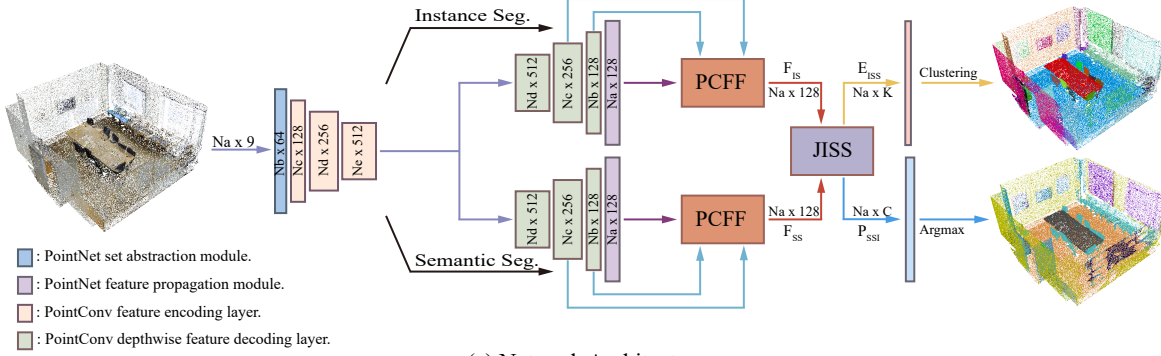 Instance Seg.
Na x 9
Nb x 64
Nc x 128
Nd x 256
Ne x 512
Nd x 512
Nc x 256
Nb x 128
Na x 128
PCFF
F_IS
Na x 128
E_ISS
Na x K
Clustering
JISS
Nd x 512
Nc x 256
Nb x 128
Na x 128
PCFF
Na x 128
F_SS
Na x C
P_SSI
Argmax
Semantic Seg.
: PointNet set abstraction module.
: PointNet feature propagation module.
: PointConv feature encoding layer.
: PointConv depthwise feature decoding layer.